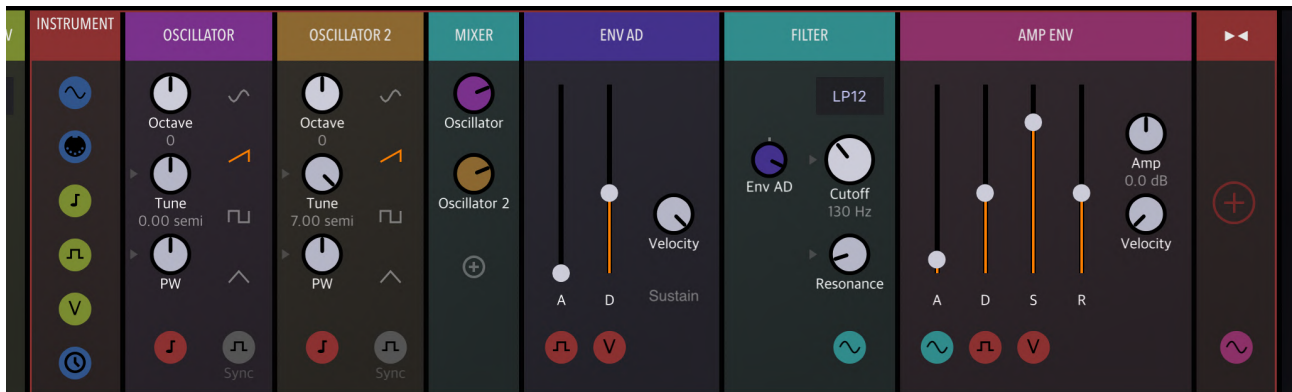 V
INSTRUMENT
OSCILLATOR
OSCILLATOR 2
MIXER
ENV AD
FILTER
AMP ENV
V
Octave
0
Tune
0.00 semi
PW
Sync
Octave
0
Tune
7.00 semi
PW
Sync
Oscillator
Oscillator 2
Velocity
A D Sustain
V
LP12
Env AD
Cutoff
130 Hz
Resonance
Amp
0.0 dB
Velocity
A D S R
V